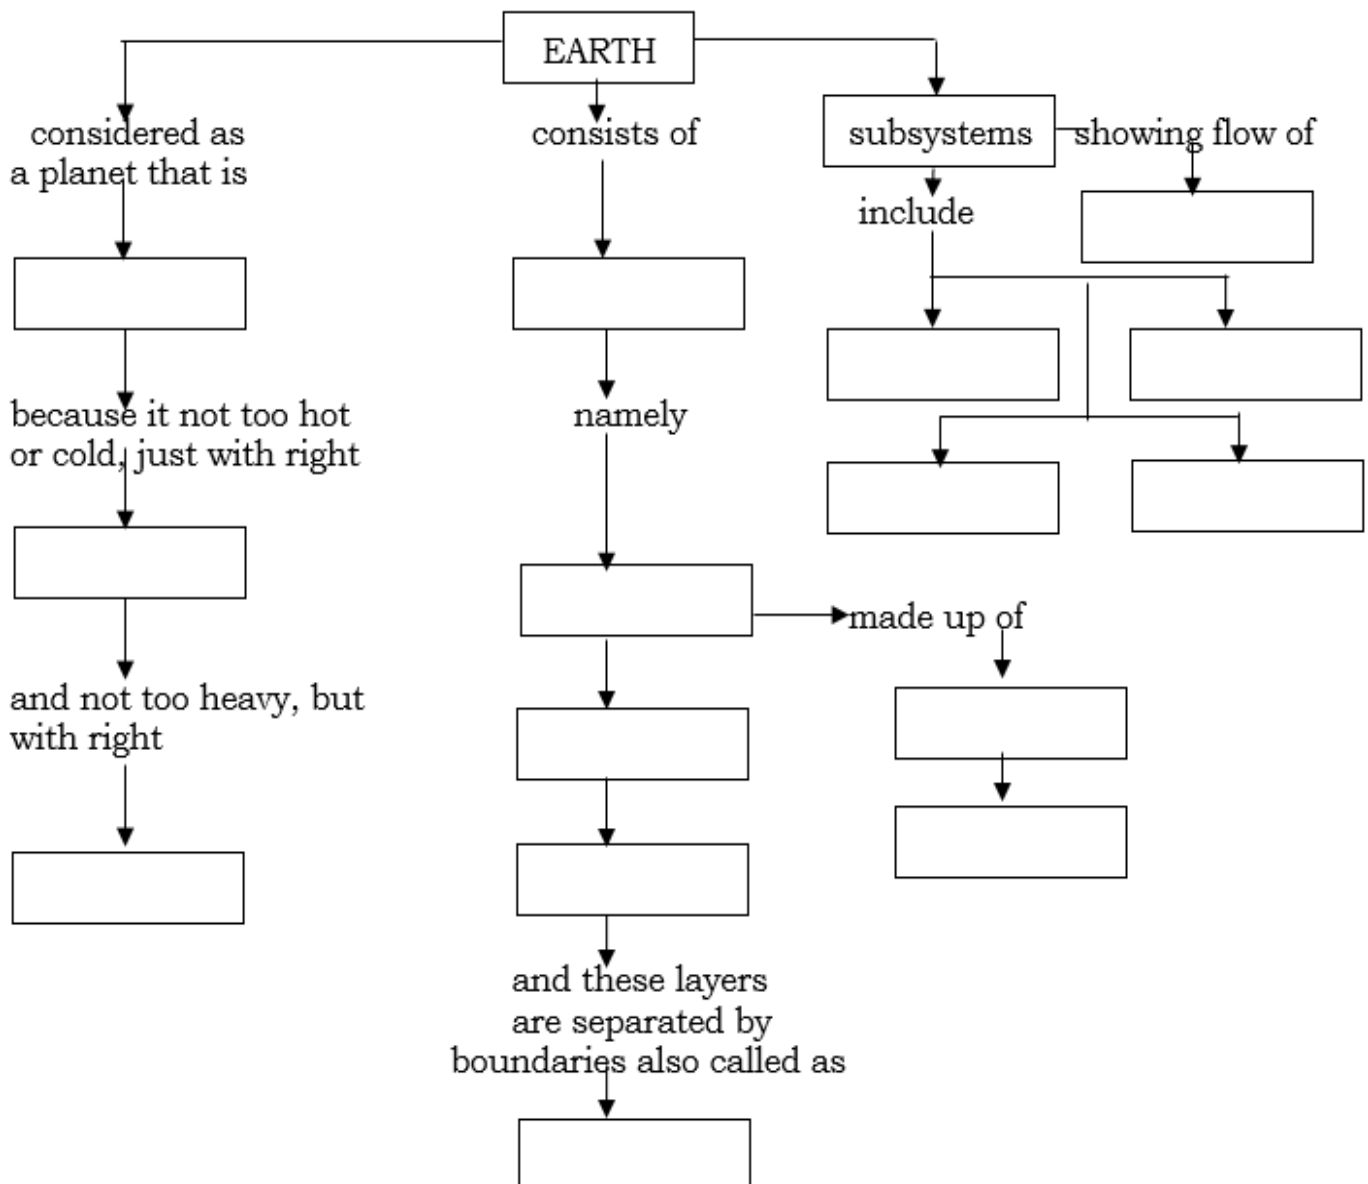 EARTH
considered as
a planet that is
consists of
subsystems
showing flow of
include
because it not too hot
or cold, just with right
namely
made up of
and not too heavy, but
with right
and these layers
are separated by
boundaries also called as